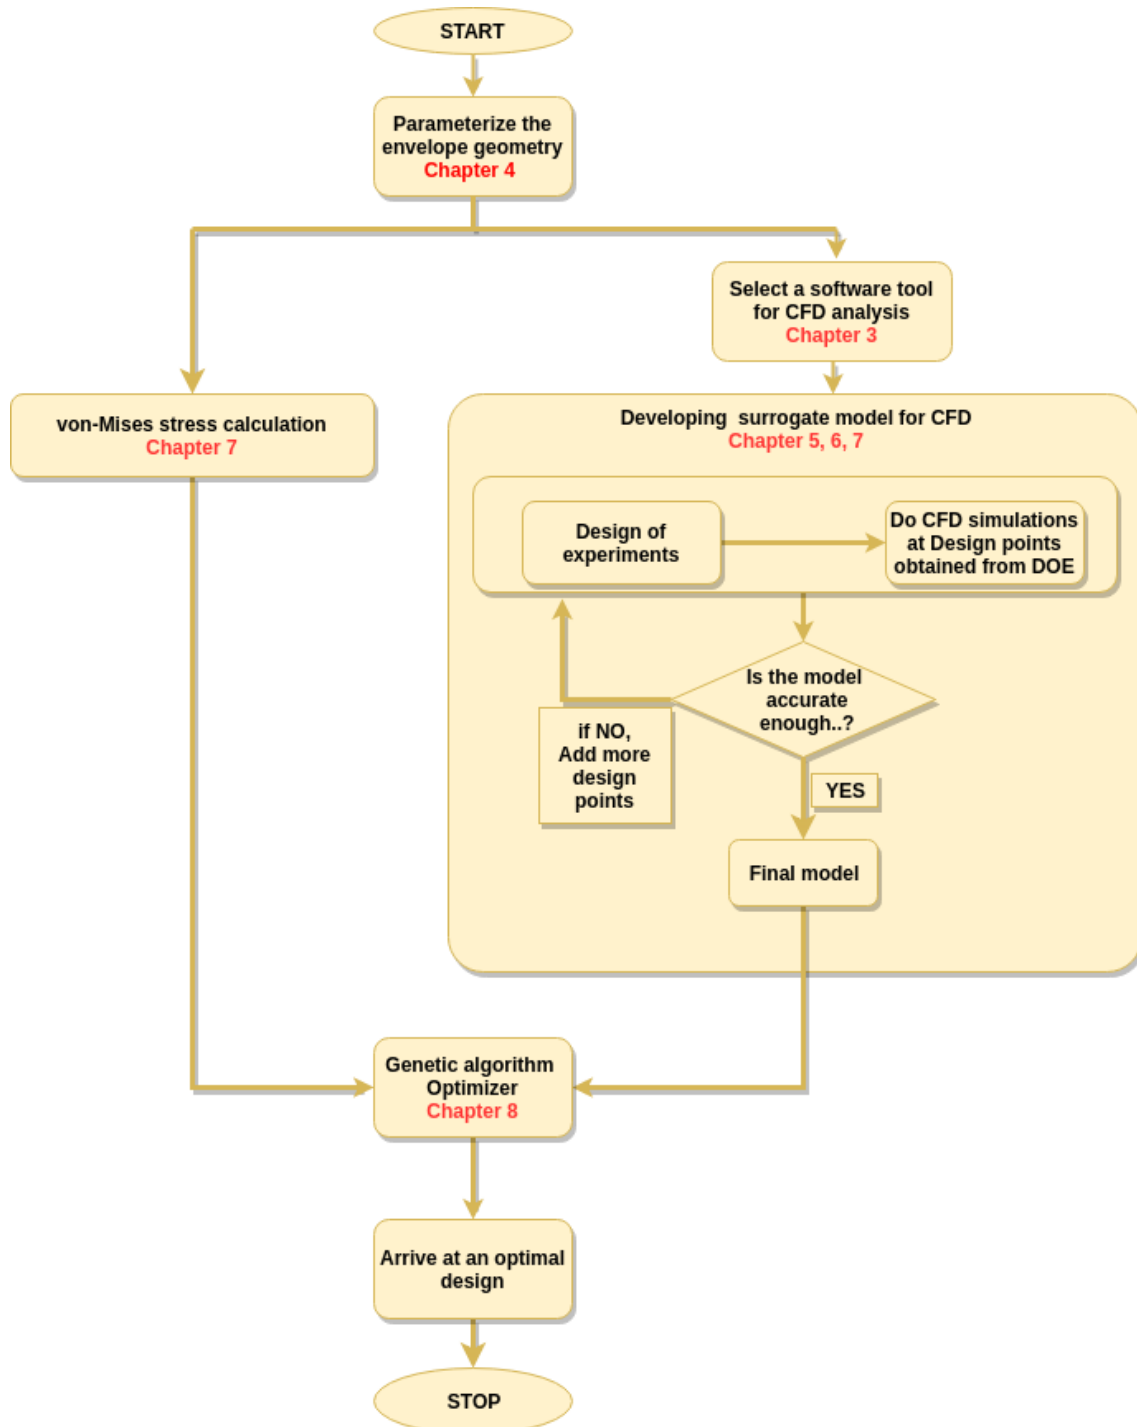 START
Parameterize the
envelope geometry
Chapter 4
Select a software tool
for CFD analysis
Chapter 3
von-Mises stress calculation
Chapter 7
Developing surrogate model for CFD
Chapter 5, 6, 7
Design of
experiments
Do CFD simulations
at Design points
obtained from DOE
Is the model
accurate
enough..?
if NO,
Add more
design
points
YES
Final model
Genetic algorithm
Optimizer
Chapter 8
Arrive at an optimal
design
STOP